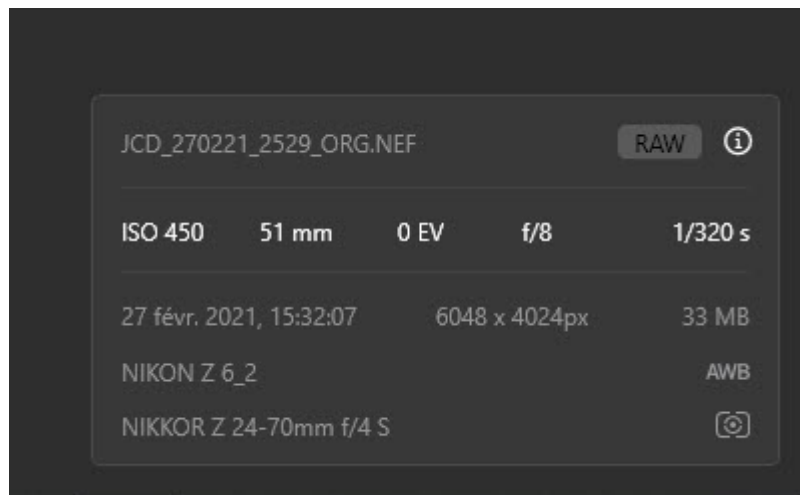 JCD_270221_2529_ORG.NEF RAW
ISO 450 51 mm 0 EV f/8 1/320 s
27 févr. 2021, 15:32:07 6048 x 4024px 33 MB
NIKON Z 6_2 AWB
NIKKOR Z 24-70mm f/4 S